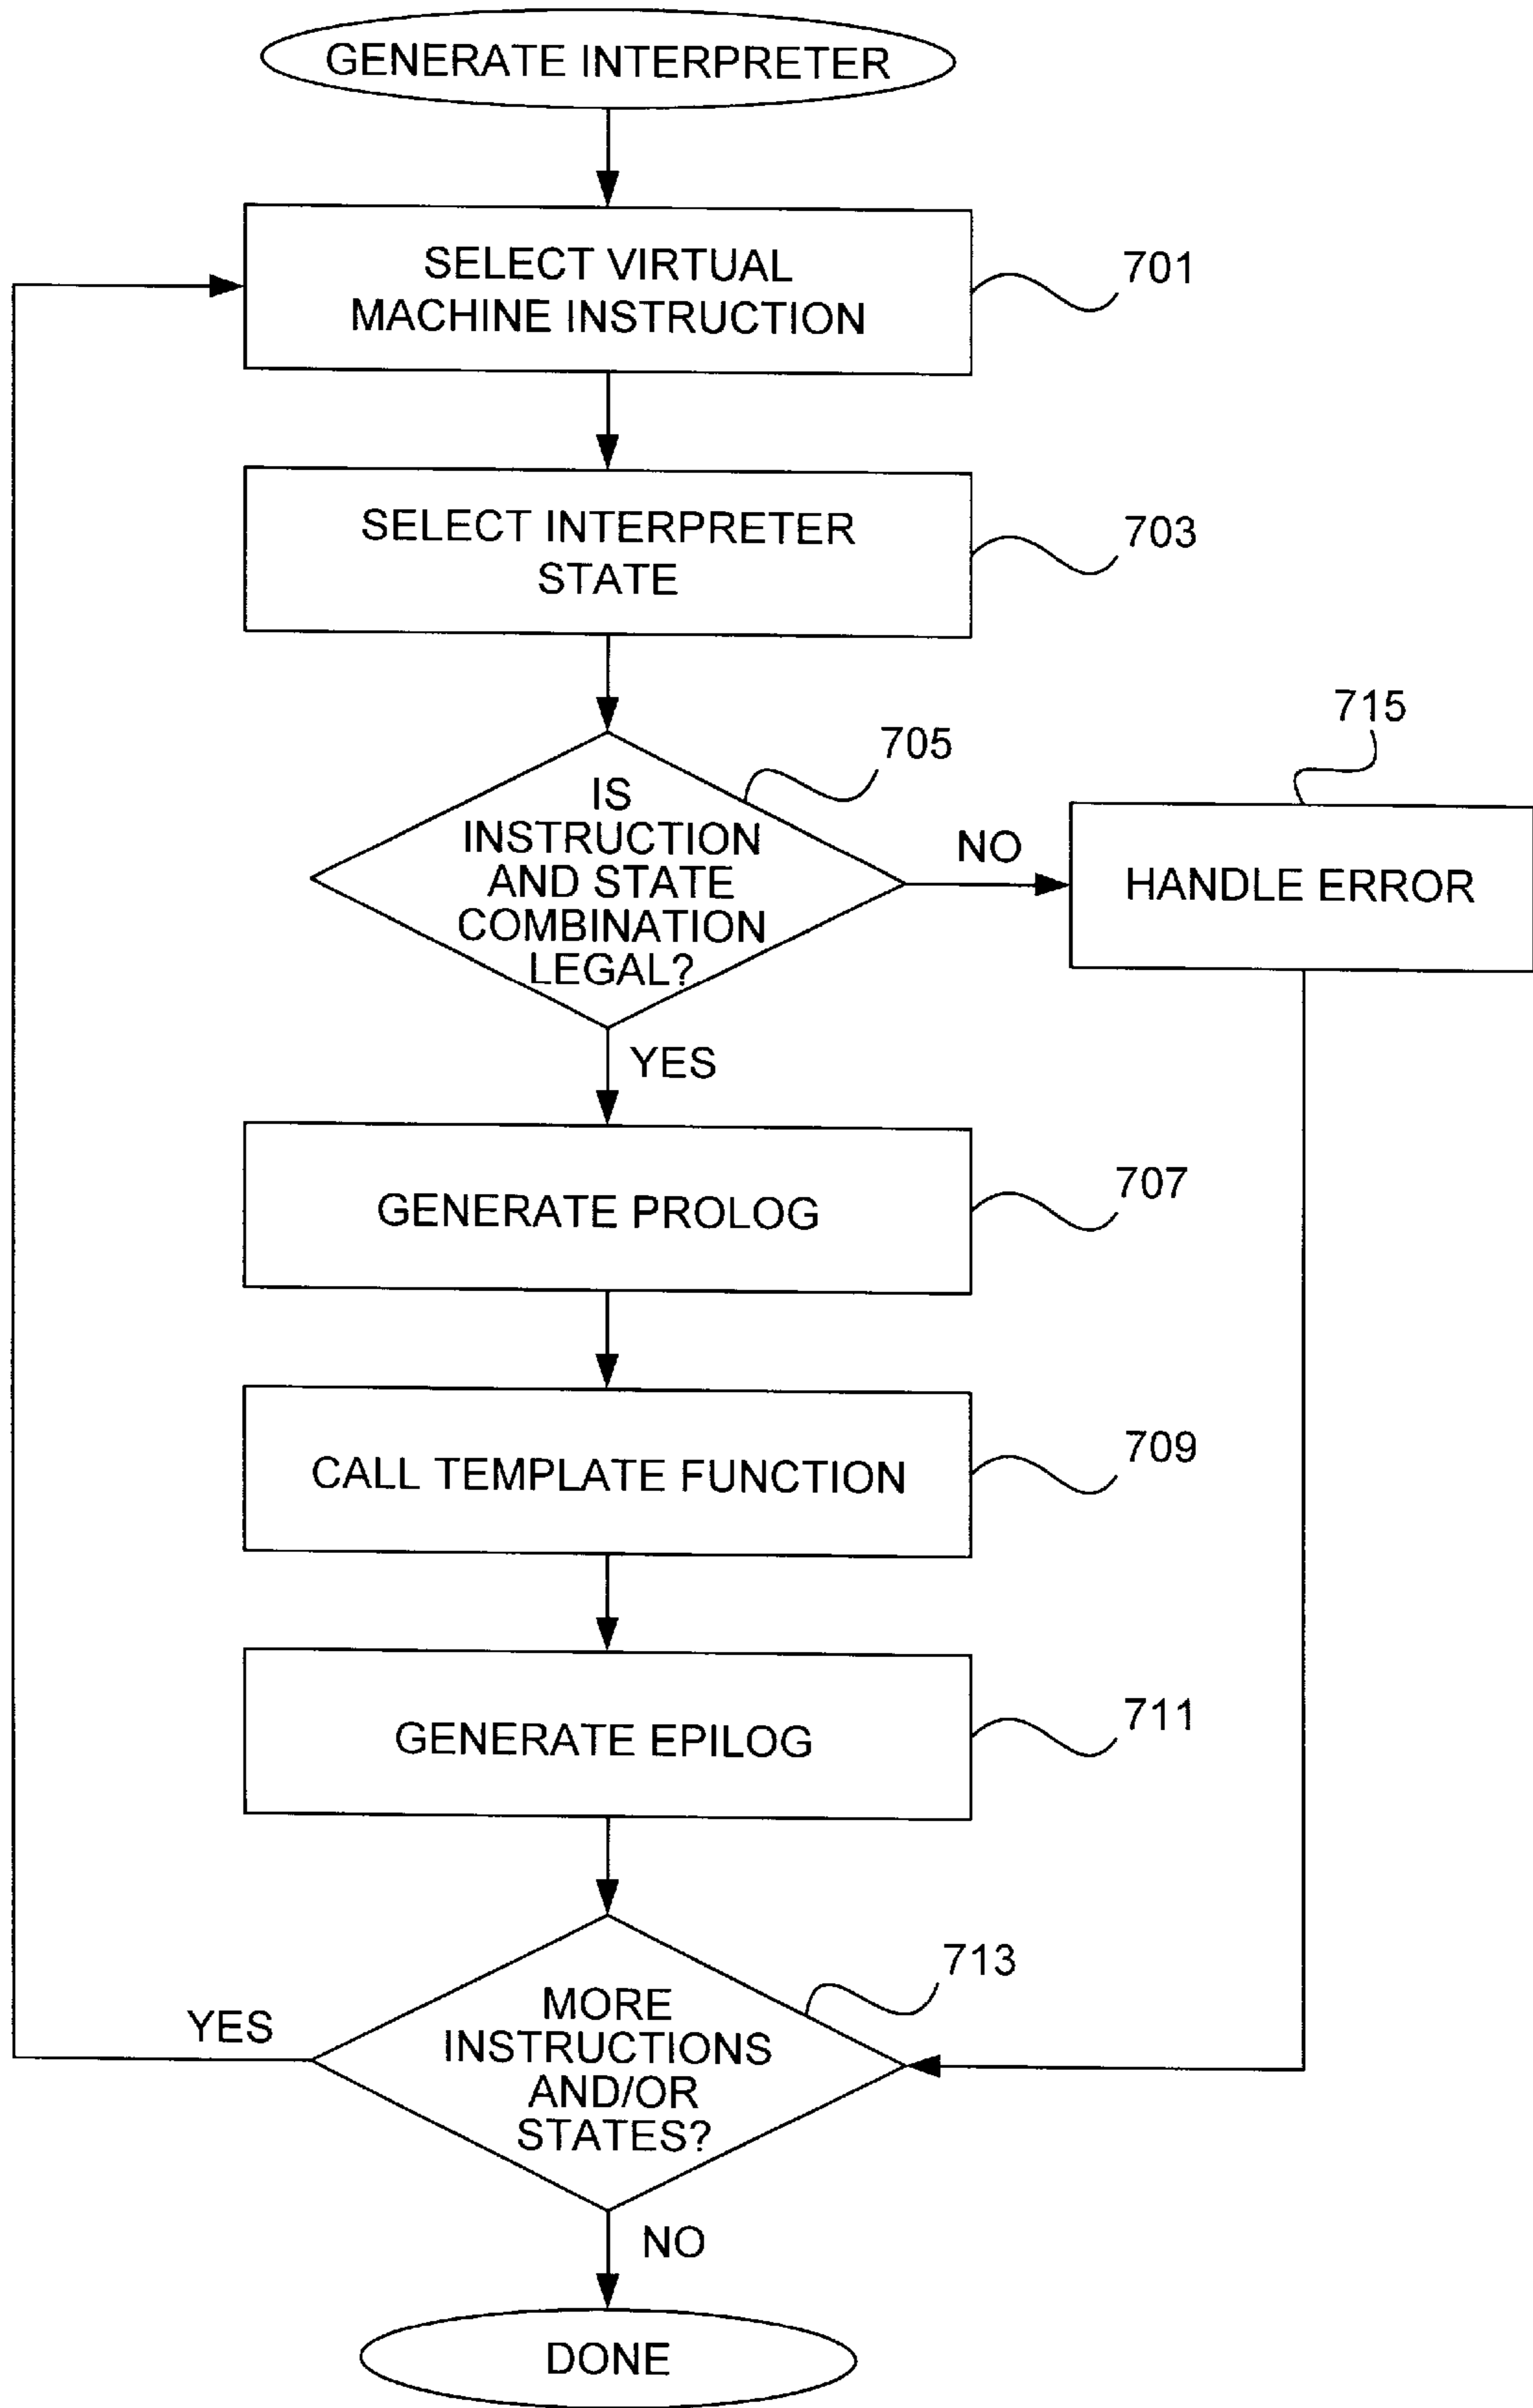 GENERATE INTERPRETER
SELECT VIRTUAL
MACHINE INSTRUCTION
701
SELECT INTERPRETER
STATE
703
IS
INSTRUCTION
AND STATE
COMBINATION
LEGAL?
705
NO
715
HANDLE ERROR
YES
GENERATE PROLOG
707
CALL TEMPLATE FUNCTION
709
GENERATE EPILOG
711
MORE
INSTRUCTIONS
AND/OR
STATES?
713
YES
NO
DONE